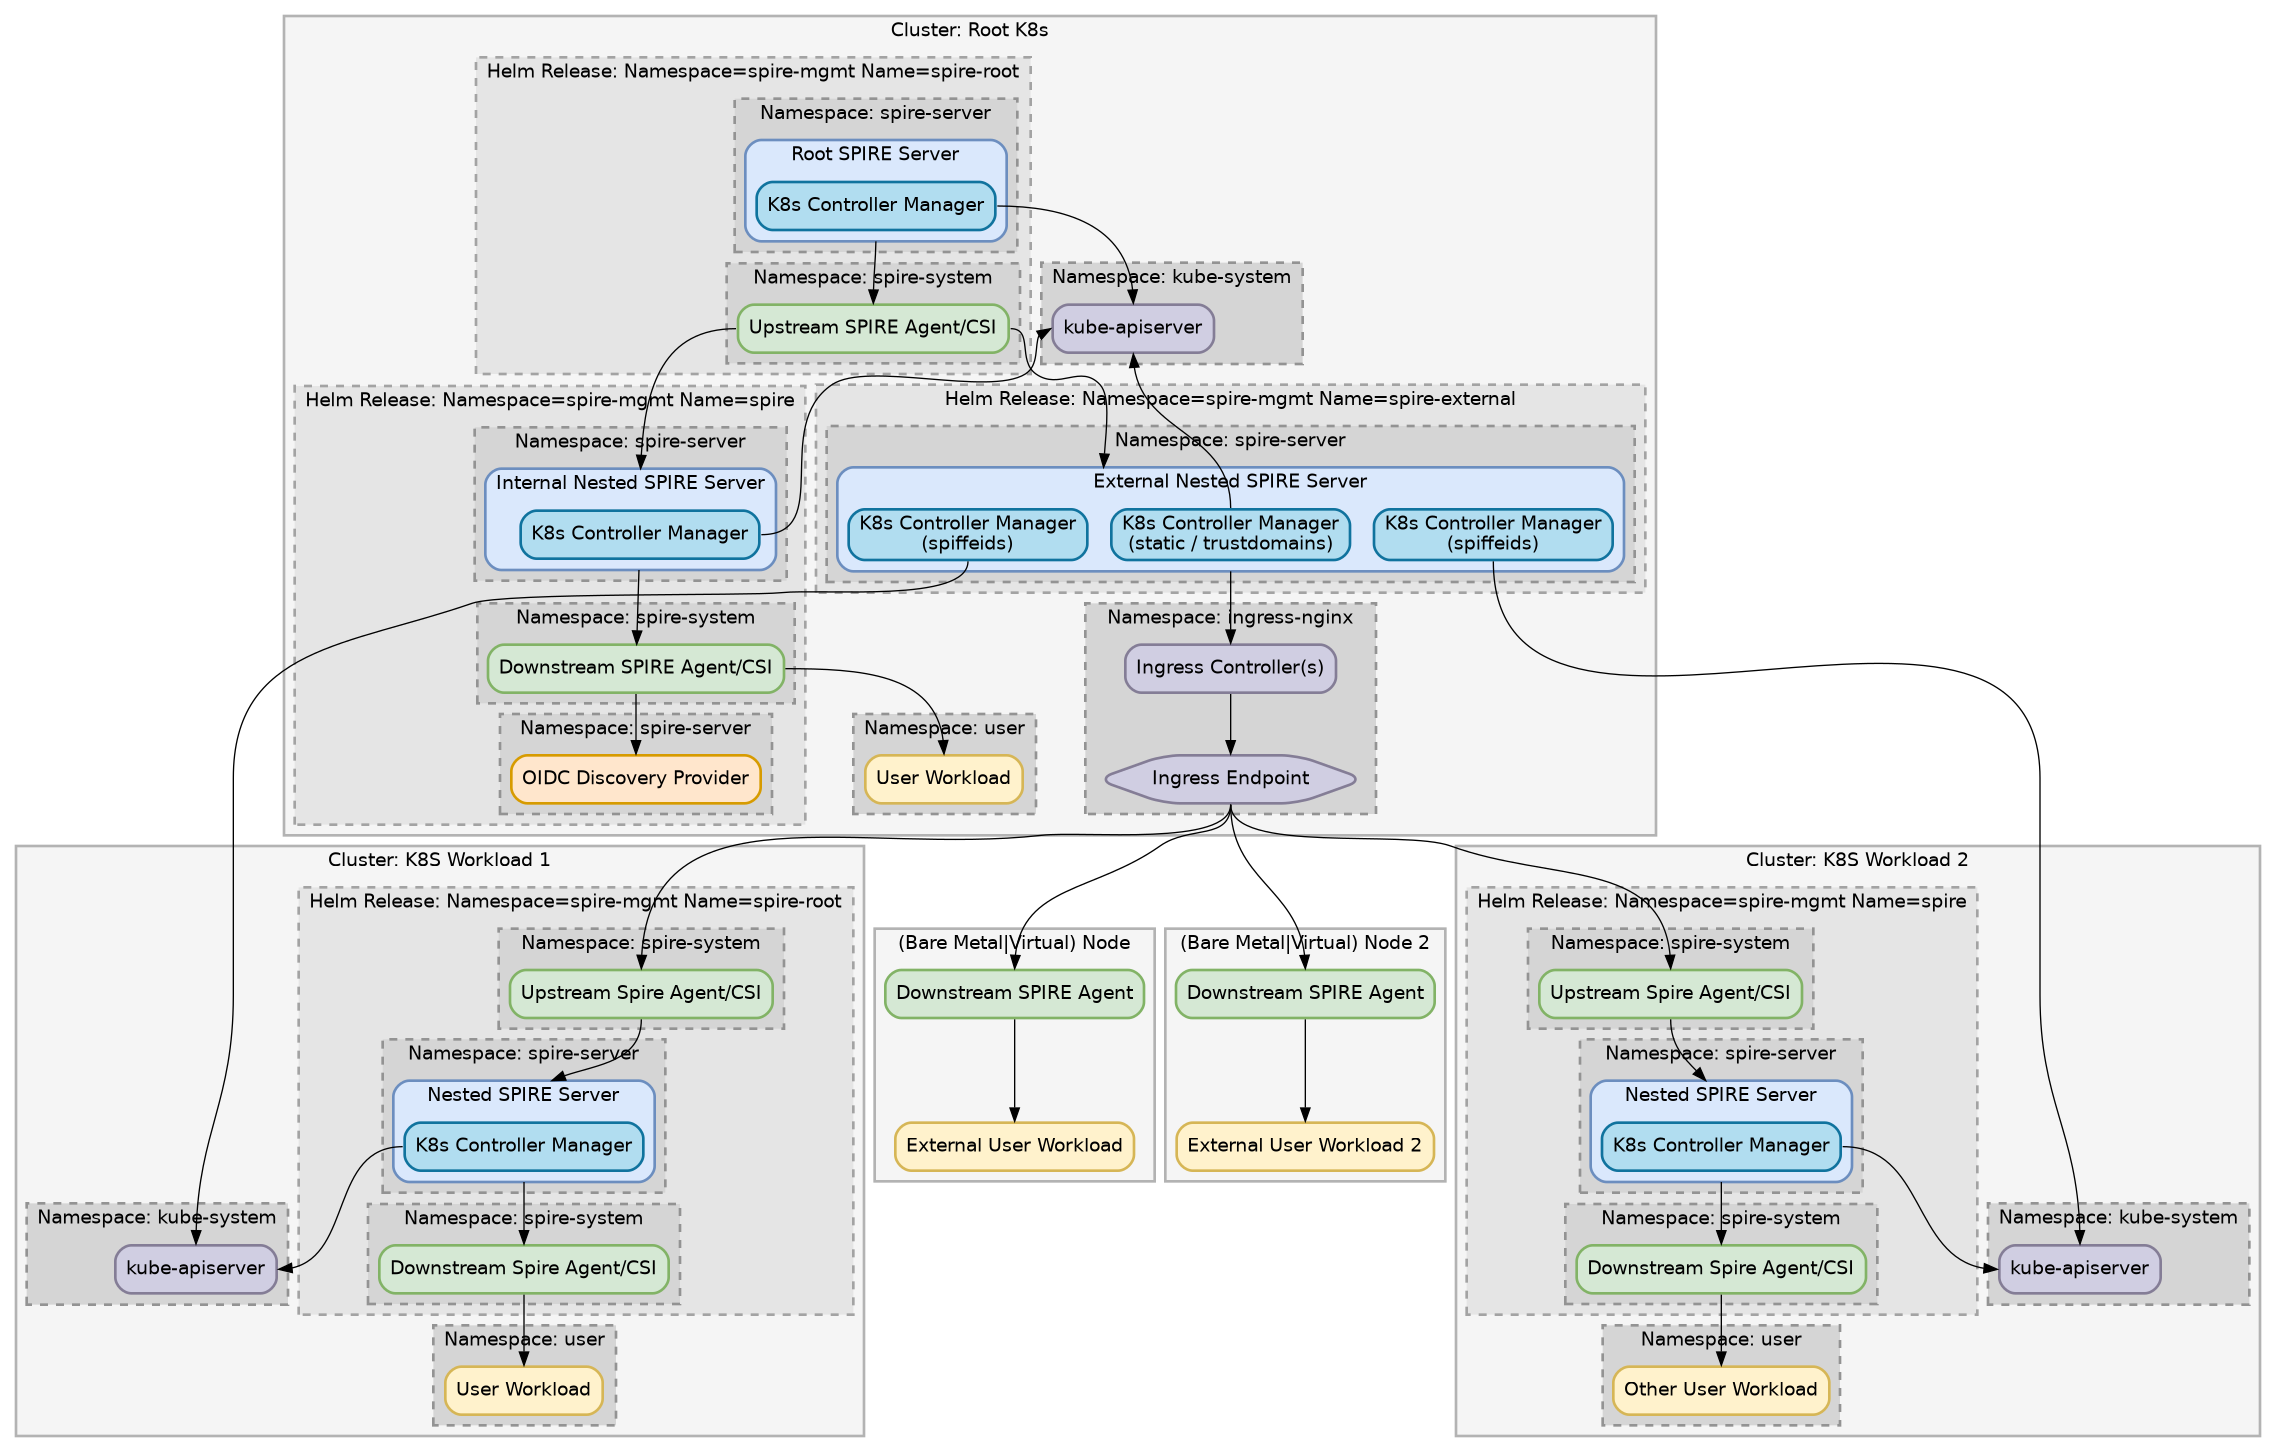 Cluster: Root K8s
Helm Release: Namespace=spire-mgmt Name=spire-root
Namespace: spire-server
Root SPIRE Server
K8s Controller Manager
Namespace: spire-system
Upstream SPIRE Agent/CSI
Namespace: kube-system
kube-apiserver
Helm Release: Namespace=spire-mgmt Name=spire
Namespace: spire-server
Internal Nested SPIRE Server
K8s Controller Manager
Helm Release: Namespace=spire-mgmt Name=spire-external
Namespace: spire-server
External Nested SPIRE Server
K8s Controller Manager
(spiffeids)
K8s Controller Manager
(static / trustdomains)
K8s Controller Manager
(spiffeids)
Namespace: spire-system
Downstream SPIRE Agent/CSI
Namespace: spire-server
OIDC Discovery Provider
Namespace: user
User Workload
Namespace: ingress-nginx
Ingress Controller(s)
Ingress Endpoint
Cluster: K8S Workload 1
Helm Release: Namespace=spire-mgmt Name=spire-root
Namespace: spire-system
Upstream Spire Agent/CSI
Namespace: spire-server
Nested SPIRE Server
K8s Controller Manager
Namespace: kube-system
kube-apiserver
Namespace: spire-system
Downstream Spire Agent/CSI
Namespace: user
User Workload
(Bare Metal|Virtual) Node
Downstream SPIRE Agent
External User Workload
(Bare Metal|Virtual) Node 2
Downstream SPIRE Agent
External User Workload 2
Cluster: K8S Workload 2
Helm Release: Namespace=spire-mgmt Name=spire
Namespace: spire-system
Upstream Spire Agent/CSI
Namespace: spire-server
Nested SPIRE Server
K8s Controller Manager
Namespace: spire-system
Downstream Spire Agent/CSI
Namespace: kube-system
kube-apiserver
Namespace: user
Other User Workload